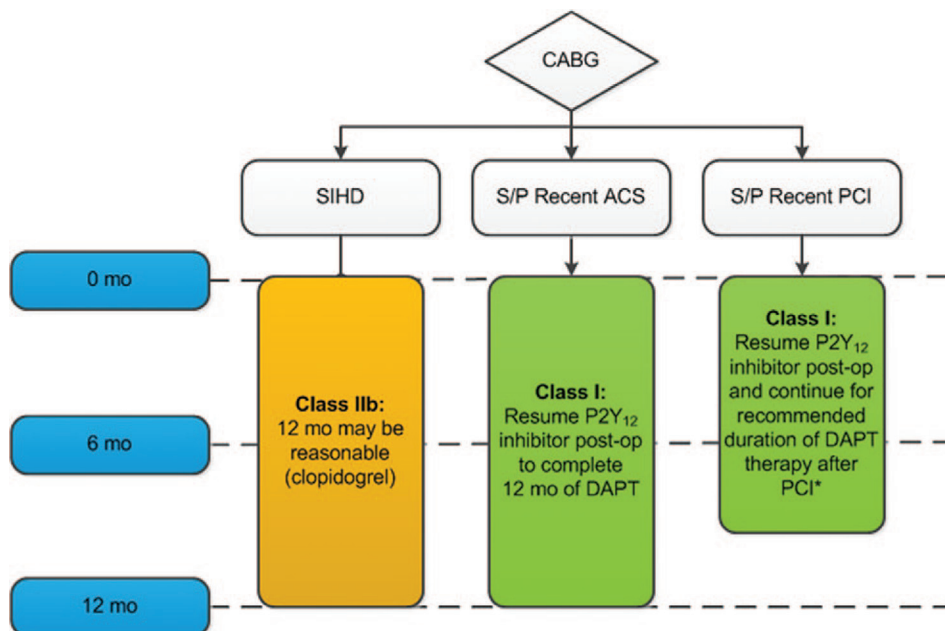 CABG
SIHD
S/P Recent ACS
S/P Recent PCI
0 mo
6 mo
12 mo
Class IIb:
12 mo may be
reasonable
(clopidogrel)
Class I:
Resume P2Y₁₂
inhibitor post-op
to complete
12 mo of DAPT
Class I:
Resume P2Y₁₂
inhibitor post-op
and continue for
recommended
duration of DAPT
therapy after
PCI*